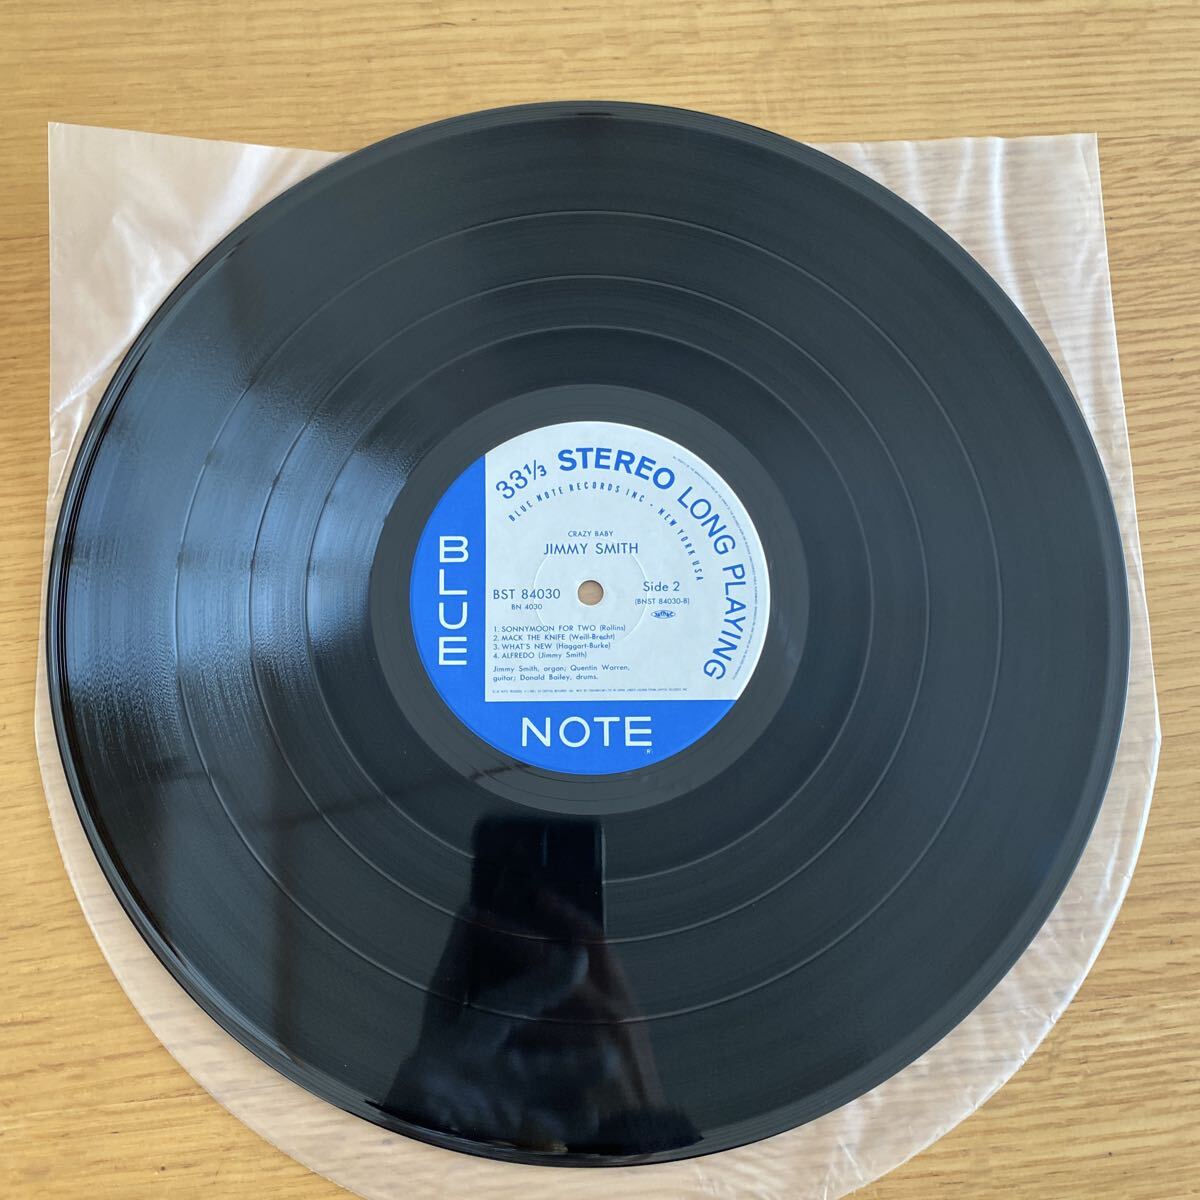 33 1/3 STEREO LONG PLAYING
BLUE NOTE RECORDS INC · NEW YORK USA
CRAZY BABY
JIMMY SMITH
BST 84030
BN 4030
Side 2
(BNST 84030-B)
1. SONNYMOON FOR TWO (Rollins)
2. MACK THE KNIFE (Weill-Brecht)
3. WHAT'S NEW (Haggart-Burke)
4. ALFREDO (Jimmy Smith)
Jimmy Smith, organ; Quentin Warren,
guitar; Donald Bailey, drums.
BLUE
NOTE